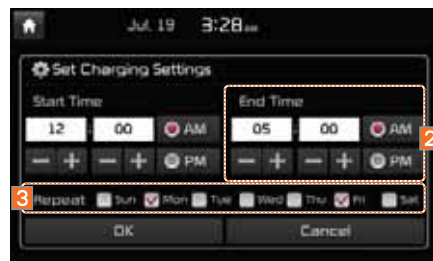 Jul. 19 3:28 AM
Set Charging Settings
Start Time End Time
12 : 00 AM 05 : 00 AM
- + - + PM - + - + PM
2
3 Repeat Sun Mon Tue Wed Thu Fri Sat
OK Cancel